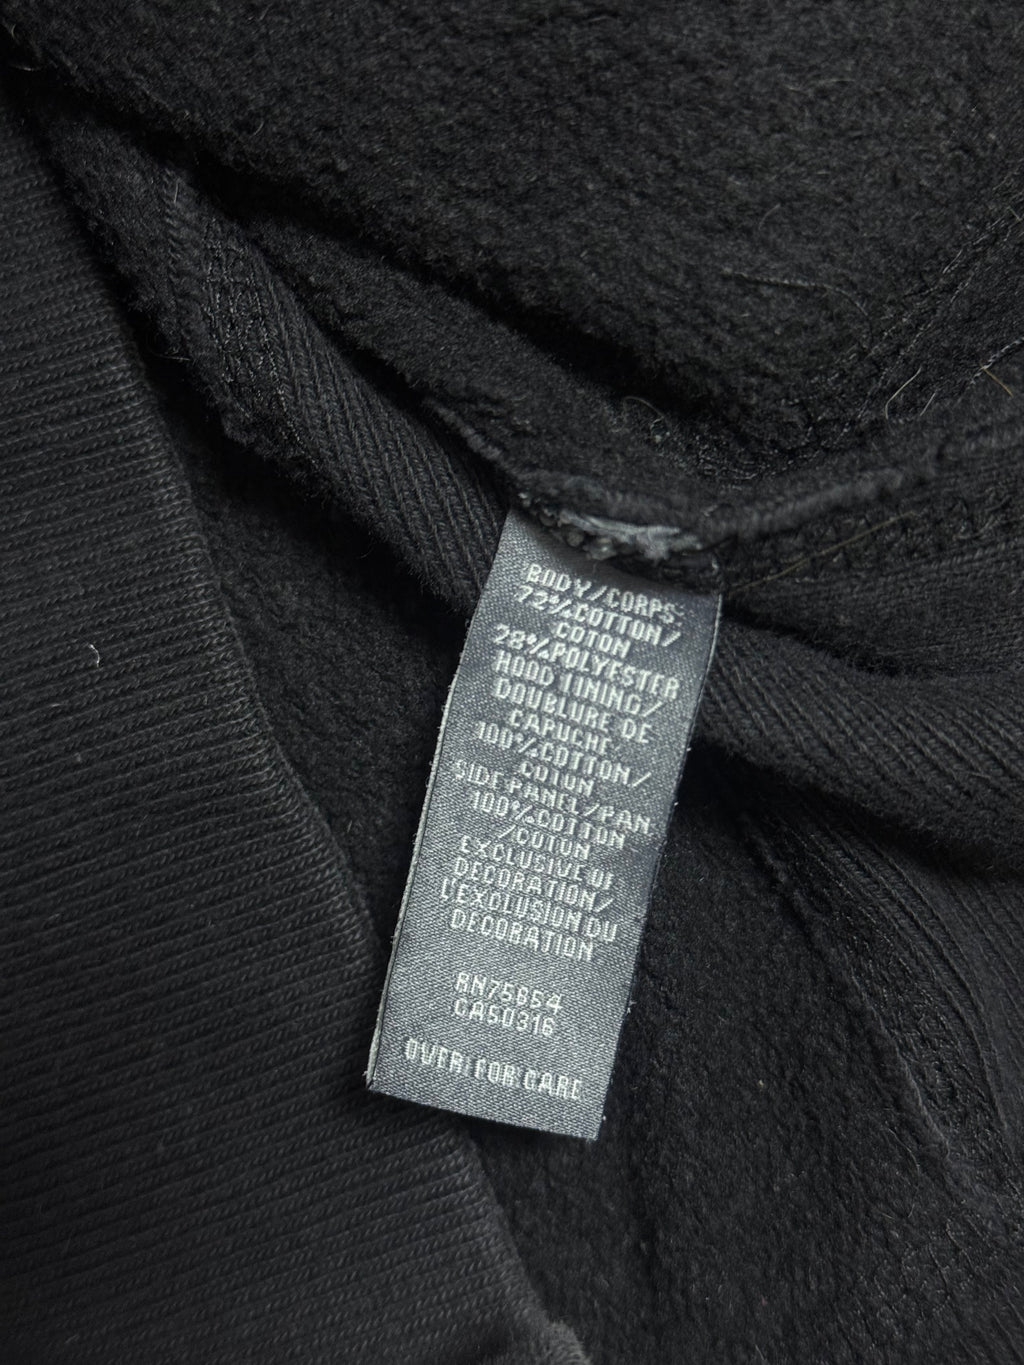 BODY/CORPS:
72%COTTON/
COTON
28%POLYESTER
HOOD LINING/
DOUBLURE DE
CAPUCHE
100%COTTON/
COTON
SIDE PANEL/PAN:
100%COTTON
/COTON
EXCLUSIVE OF
DECORATION/
L'EXCLUSION DU
DECORATION
RN75654
CA50316
OVER FOR CARE